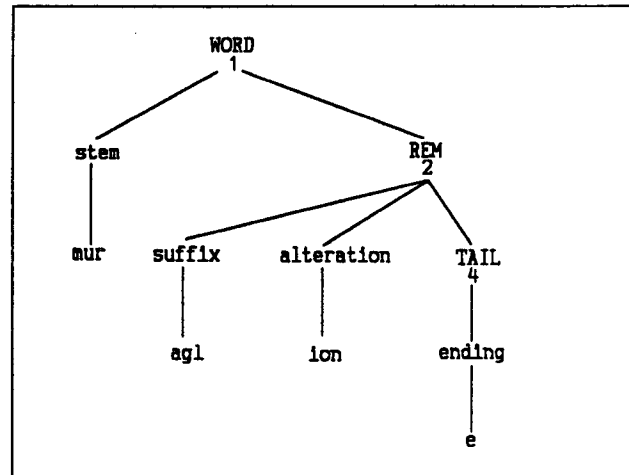 WORD
1
stem REM
2
mur suffix alteration TAIL
4
agl ion ending
e